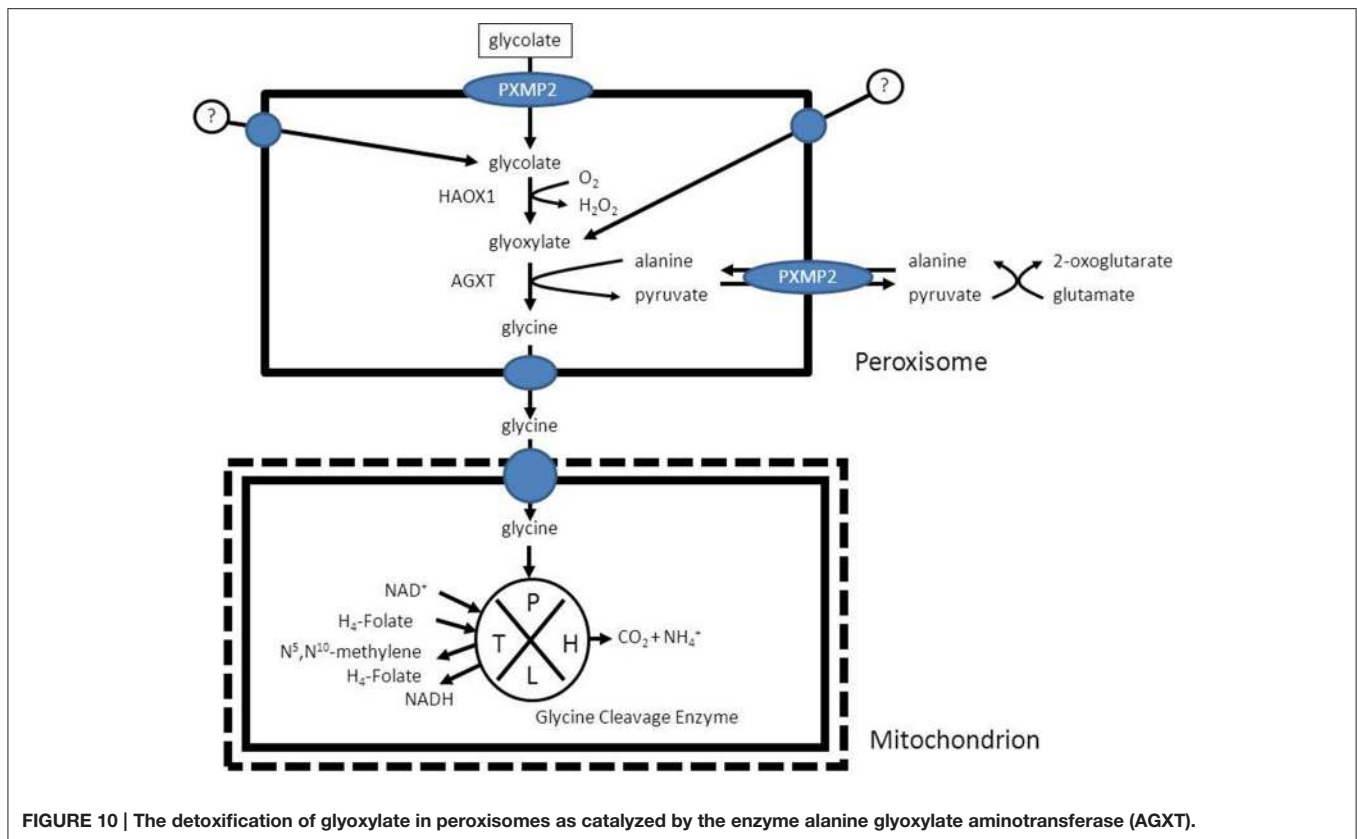 glycolate
PXMP2
?
?
glycolate
HAOX1
O₂
H₂O₂
glyoxylate
AGXT
alanine
pyruvate
PXMP2
alanine
pyruvate
2-oxoglutarate
glutamate
glycine
Peroxisome
glycine
glycine
NAD⁺
H₄-Folate
N⁵,N¹⁰-methylene
H₄-Folate
NADH
P
T
H
L
CO₂ + NH₄⁺
Glycine Cleavage Enzyme
Mitochondrion
FIGURE 10 | The detoxification of glyoxylate in peroxisomes as catalyzed by the enzyme alanine glyoxylate aminotransferase (AGXT).